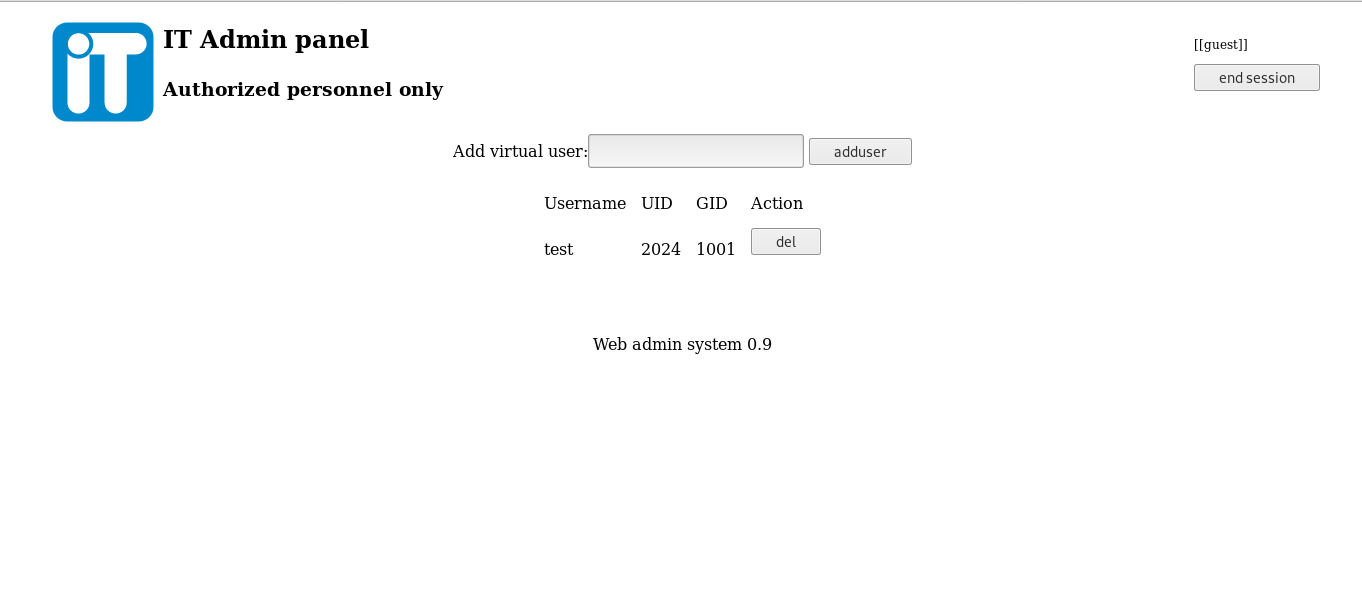 iT
IT Admin panel
Authorized personnel only
[[guest]]
end session
Add virtual user: adduser
Username UID GID Action
test 2024 1001 del
Web admin system 0.9